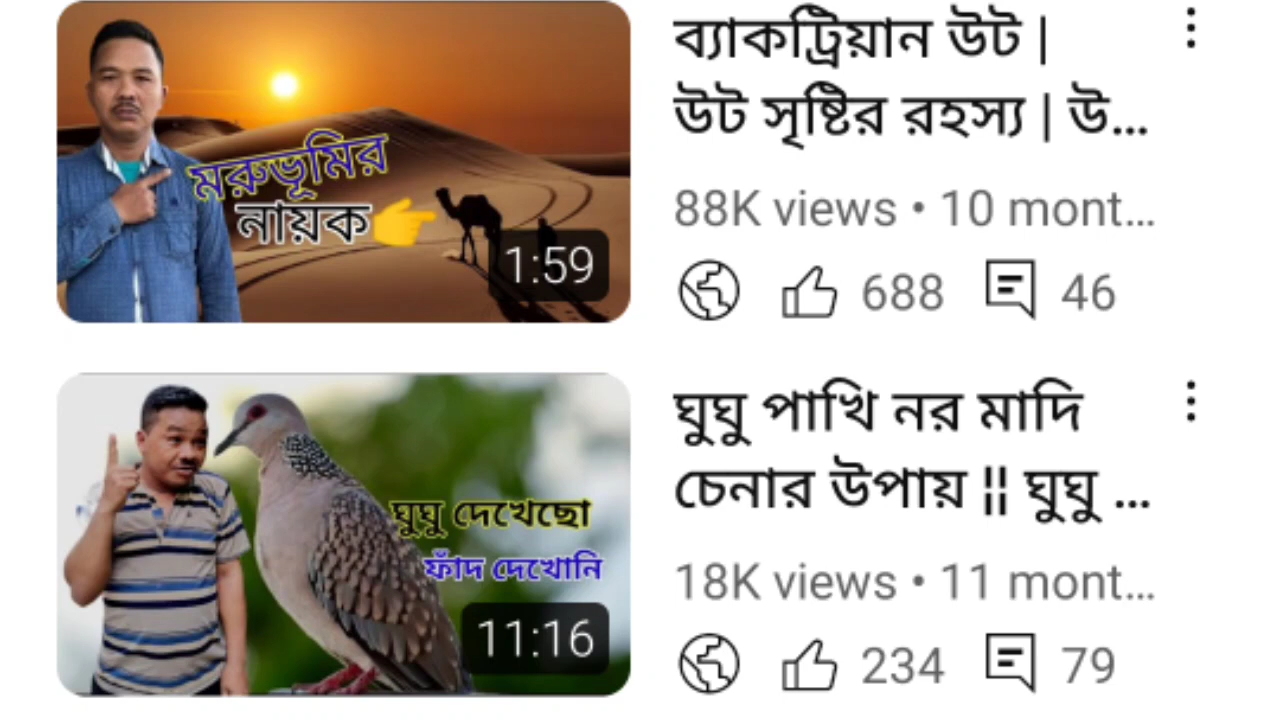 মরুভূমির
নায়ক
1:59
ব্যাকট্রিয়ান উট |
উট সৃষ্টির রহস্য | উ...
88K views • 10 mont...
688 46
ঘুঘু দেখেছো
ফাঁদ দেখোনি
11:16
ঘুঘু পাখি নর মাদি
চেনার উপায় ¦¦ ঘুঘু ...
18K views • 11 mont...
234 79